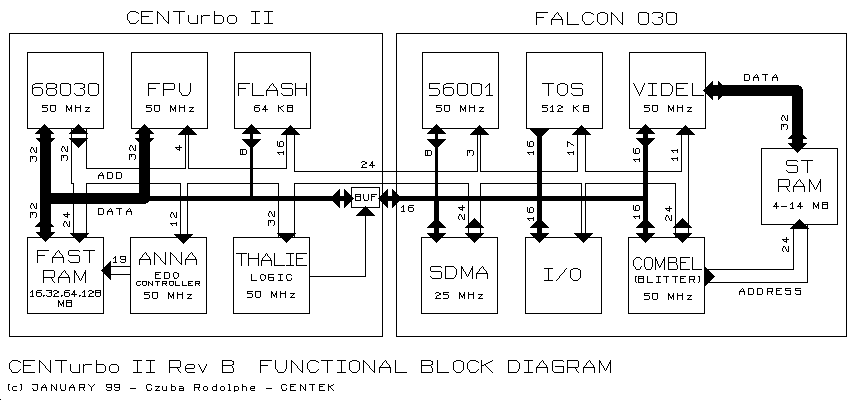 CENTurbo II
FALCON 030
68030
50 MHz
FPU
50 MHz
FLASH
64 KB
56001
50 MHz
TOS
512 KB
VIDEL
50 MHz
DATA
32
32
32
4
8
16
8
3
16
17
16
11
32
24
ADD
ST
RAM
4-14 MB
DATA
BUF
16
32
24
12
32
24
16
16
24
24
FAST
RAM
16.32.64.128
MB
19
ANNA
EDO
CONTROLLER
50 MHz
THALIE
LOGIC
50 MHz
SDMA
25 MHz
I/O
COMBEL
(BLITTER)
50 MHz
ADDRESS
CENTurbo II Rev B FUNCTIONAL BLOCK DIAGRAM
(c) JANUARY 99 - Czuba Rodolphe - CENTEK